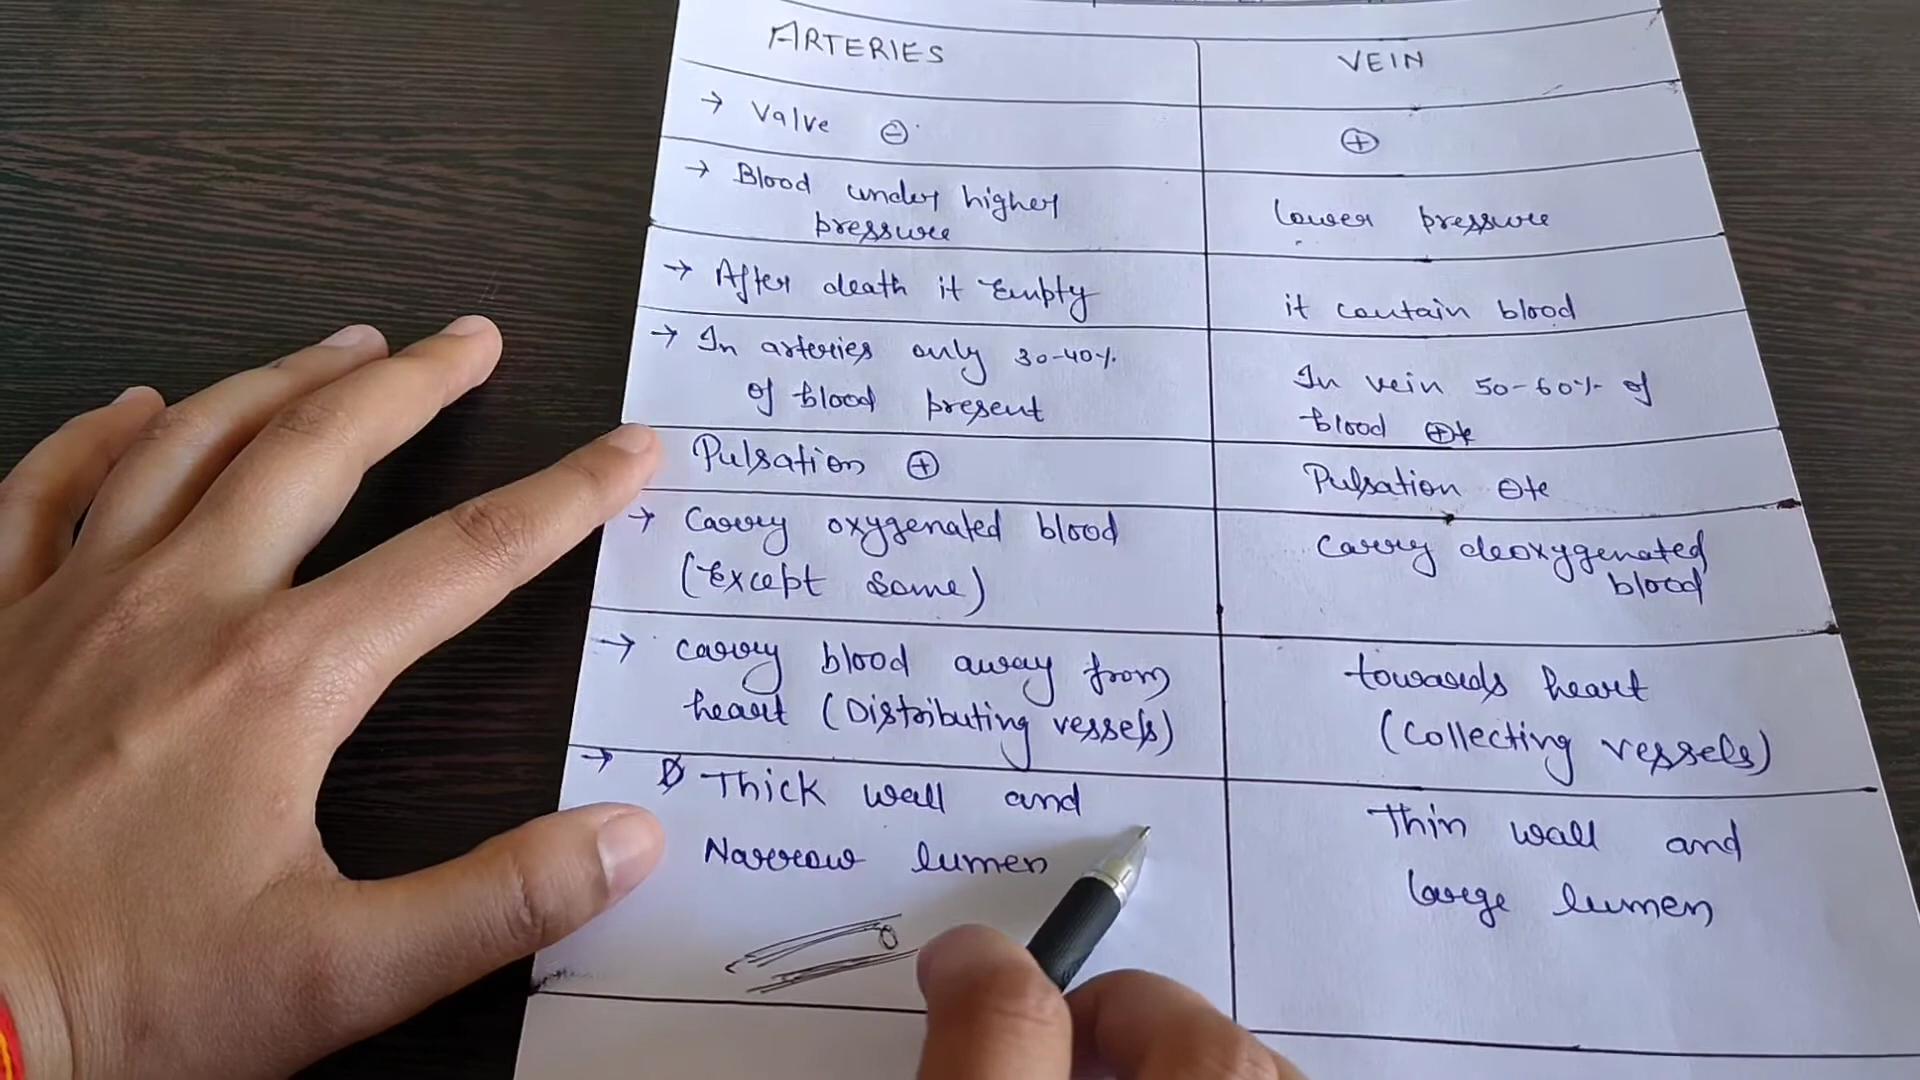 ARTERIES
VEIN
→ Valve ⊖
⊕
→ Blood under higher
pressure
Lower pressure
→ After death it Empty
it contain blood
→ In arteries only 30-40%
of blood present
In vein 50-60% of
blood ⊕te
Pulsation ⊕
Pulsation ⊖te
→ Carry oxygenated blood
(Except some)
Carry deoxygenated
blood
→ Carry blood away from
heart (Distributing vessels)
towards heart
(Collecting vessels)
→ Thick wall and
Narrow lumen
Thin wall and
large lumen